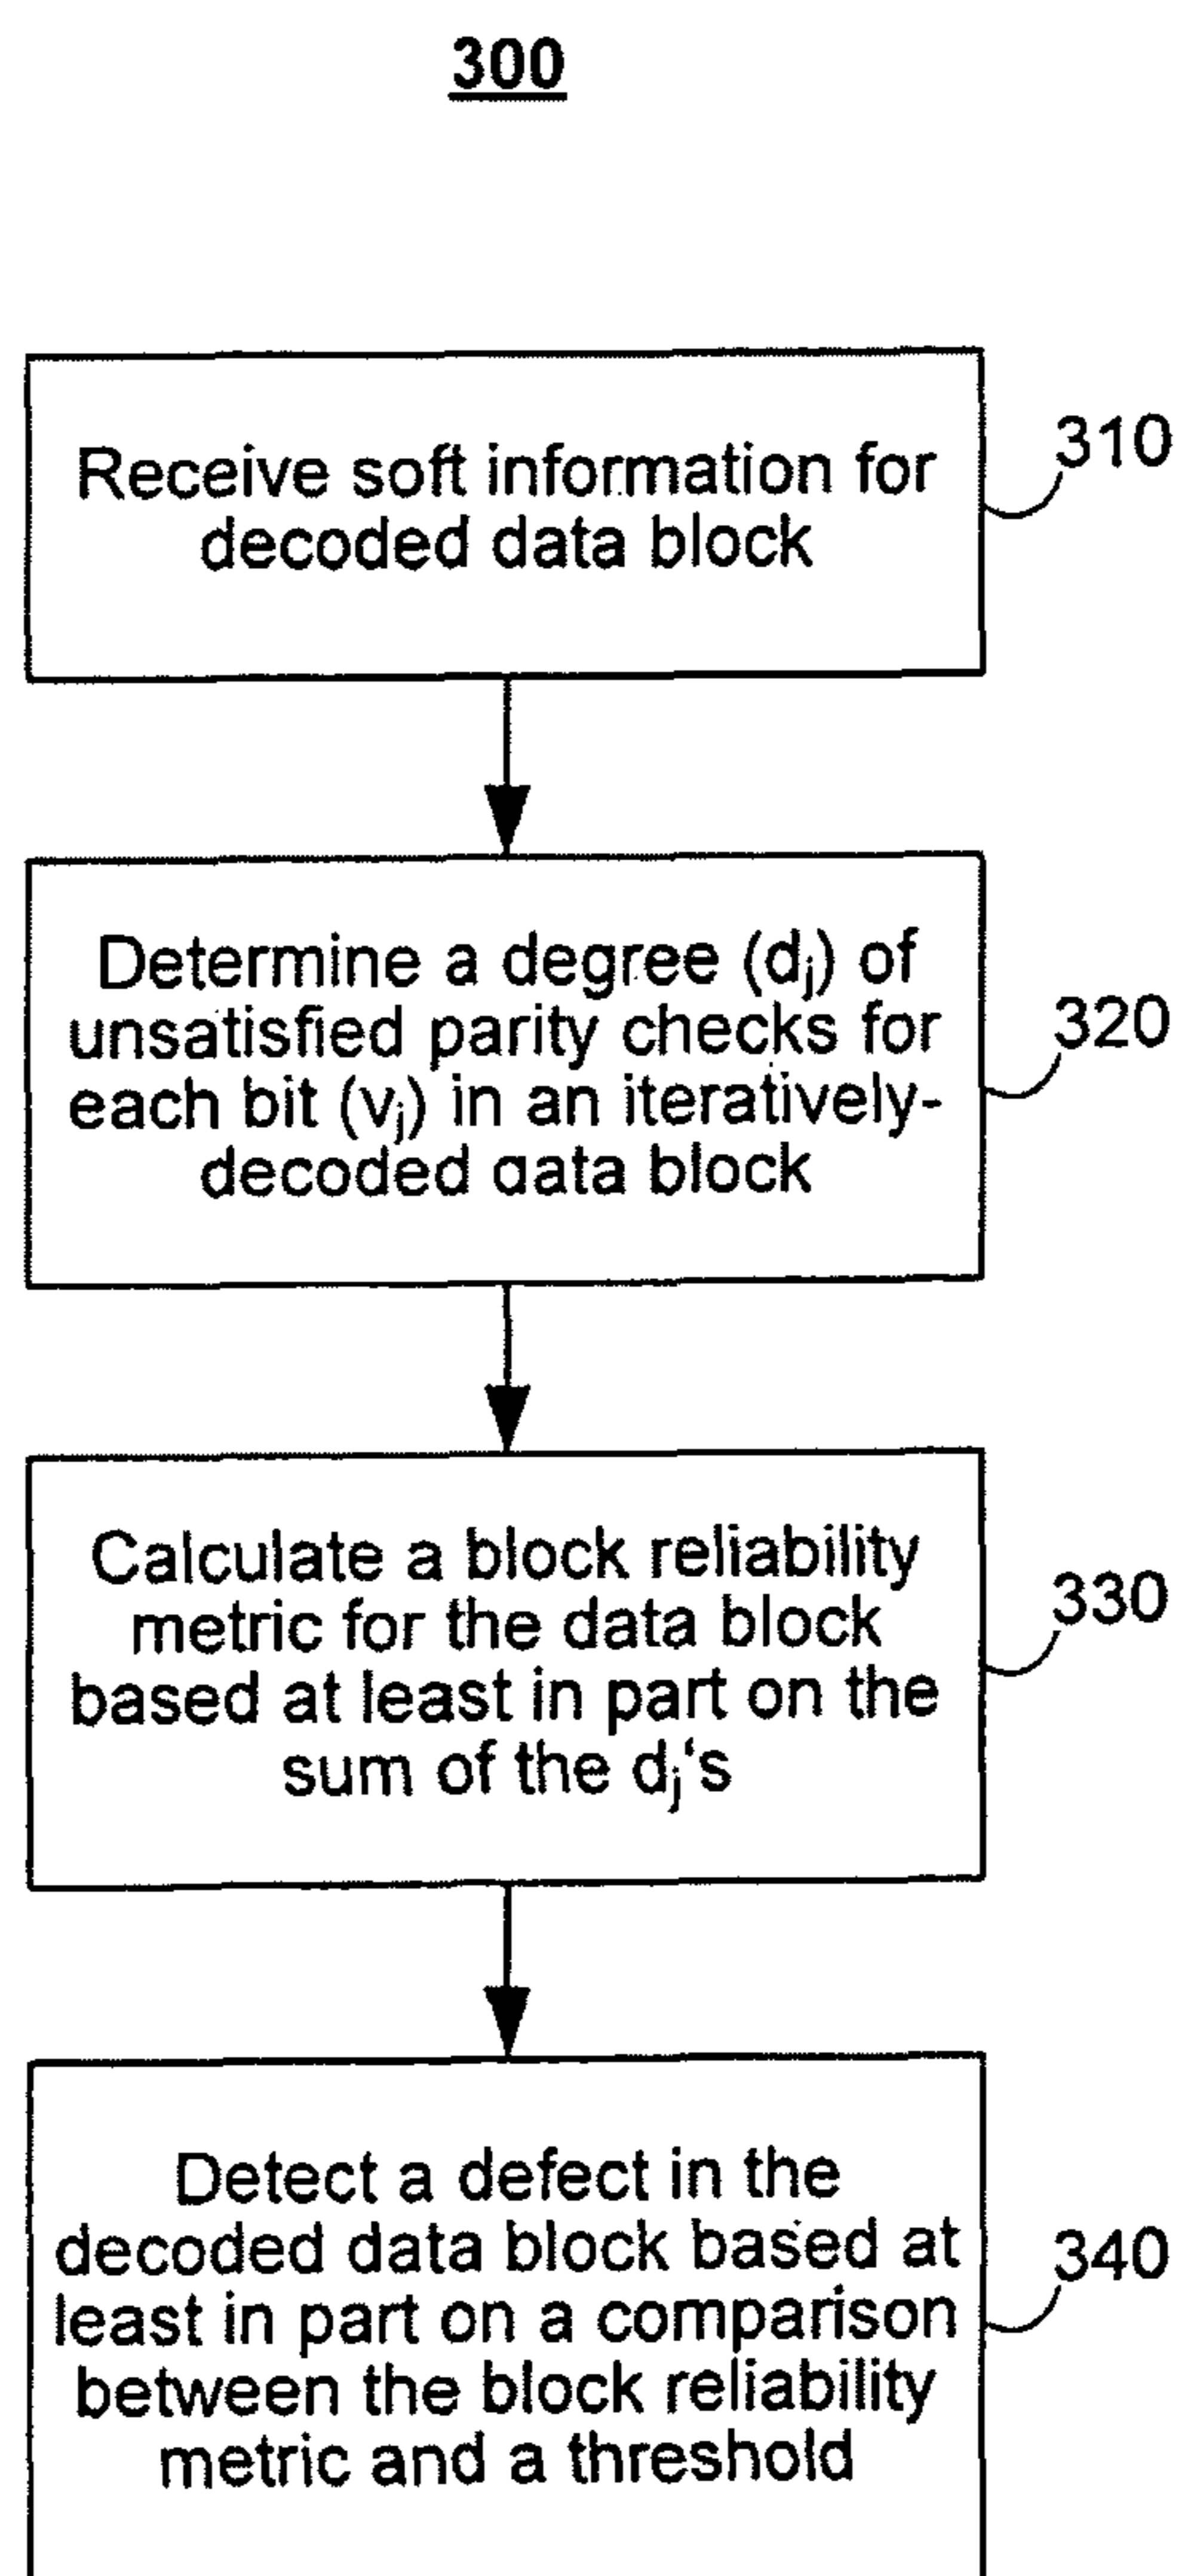 300
Receive soft information for
decoded data block
310
Determine a degree (dj) of
unsatisfied parity checks for
each bit (vj) in an iteratively-
decoded data block
320
Calculate a block reliability
metric for the data block
based at least in part on the
sum of the dj‘s
330
Detect a defect in the
decoded data block based at
least in part on a comparison
between the block reliability
metric and a threshold
340